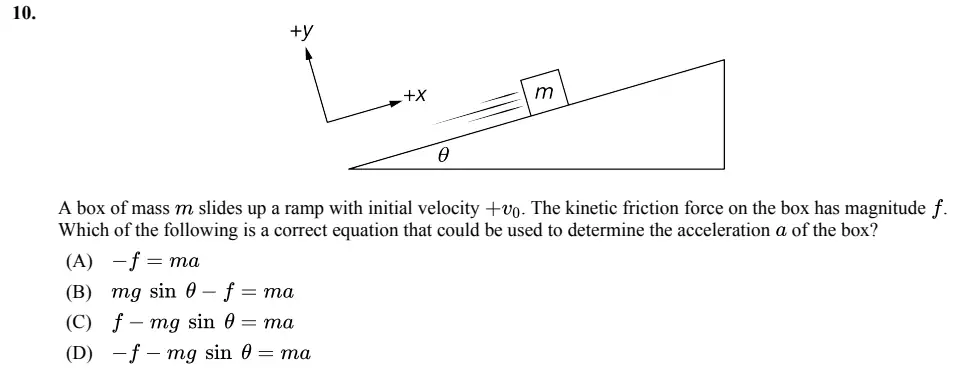 10.
+y
+x
m
θ
A box of mass m slides up a ramp with initial velocity +v₀. The kinetic friction force on the box has magnitude f.
Which of the following is a correct equation that could be used to determine the acceleration a of the box?
(A) −f = ma
(B) mg sin θ − f = ma
(C) f − mg sin θ = ma
(D) −f − mg sin θ = ma